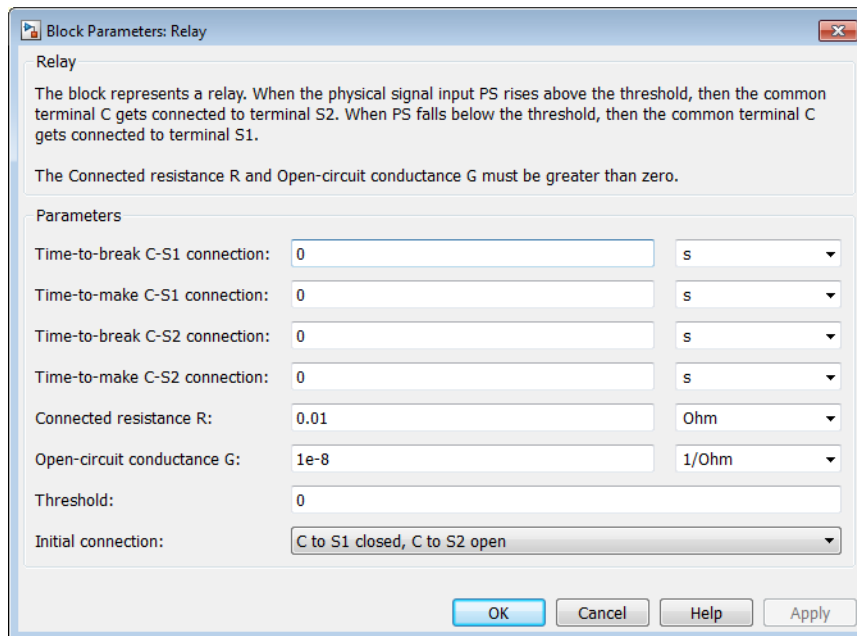 Block Parameters: Relay
Relay
The block represents a relay. When the physical signal input PS rises above the threshold, then the common
terminal C gets connected to terminal S2. When PS falls below the threshold, then the common terminal C
gets connected to terminal S1.
The Connected resistance R and Open-circuit conductance G must be greater than zero.
Parameters
Time-to-break C-S1 connection: 0 s
Time-to-make C-S1 connection: 0 s
Time-to-break C-S2 connection: 0 s
Time-to-make C-S2 connection: 0 s
Connected resistance R: 0.01 Ohm
Open-circuit conductance G: 1e-8 1/Ohm
Threshold: 0
Initial connection: C to S1 closed, C to S2 open
OK Cancel Help Apply